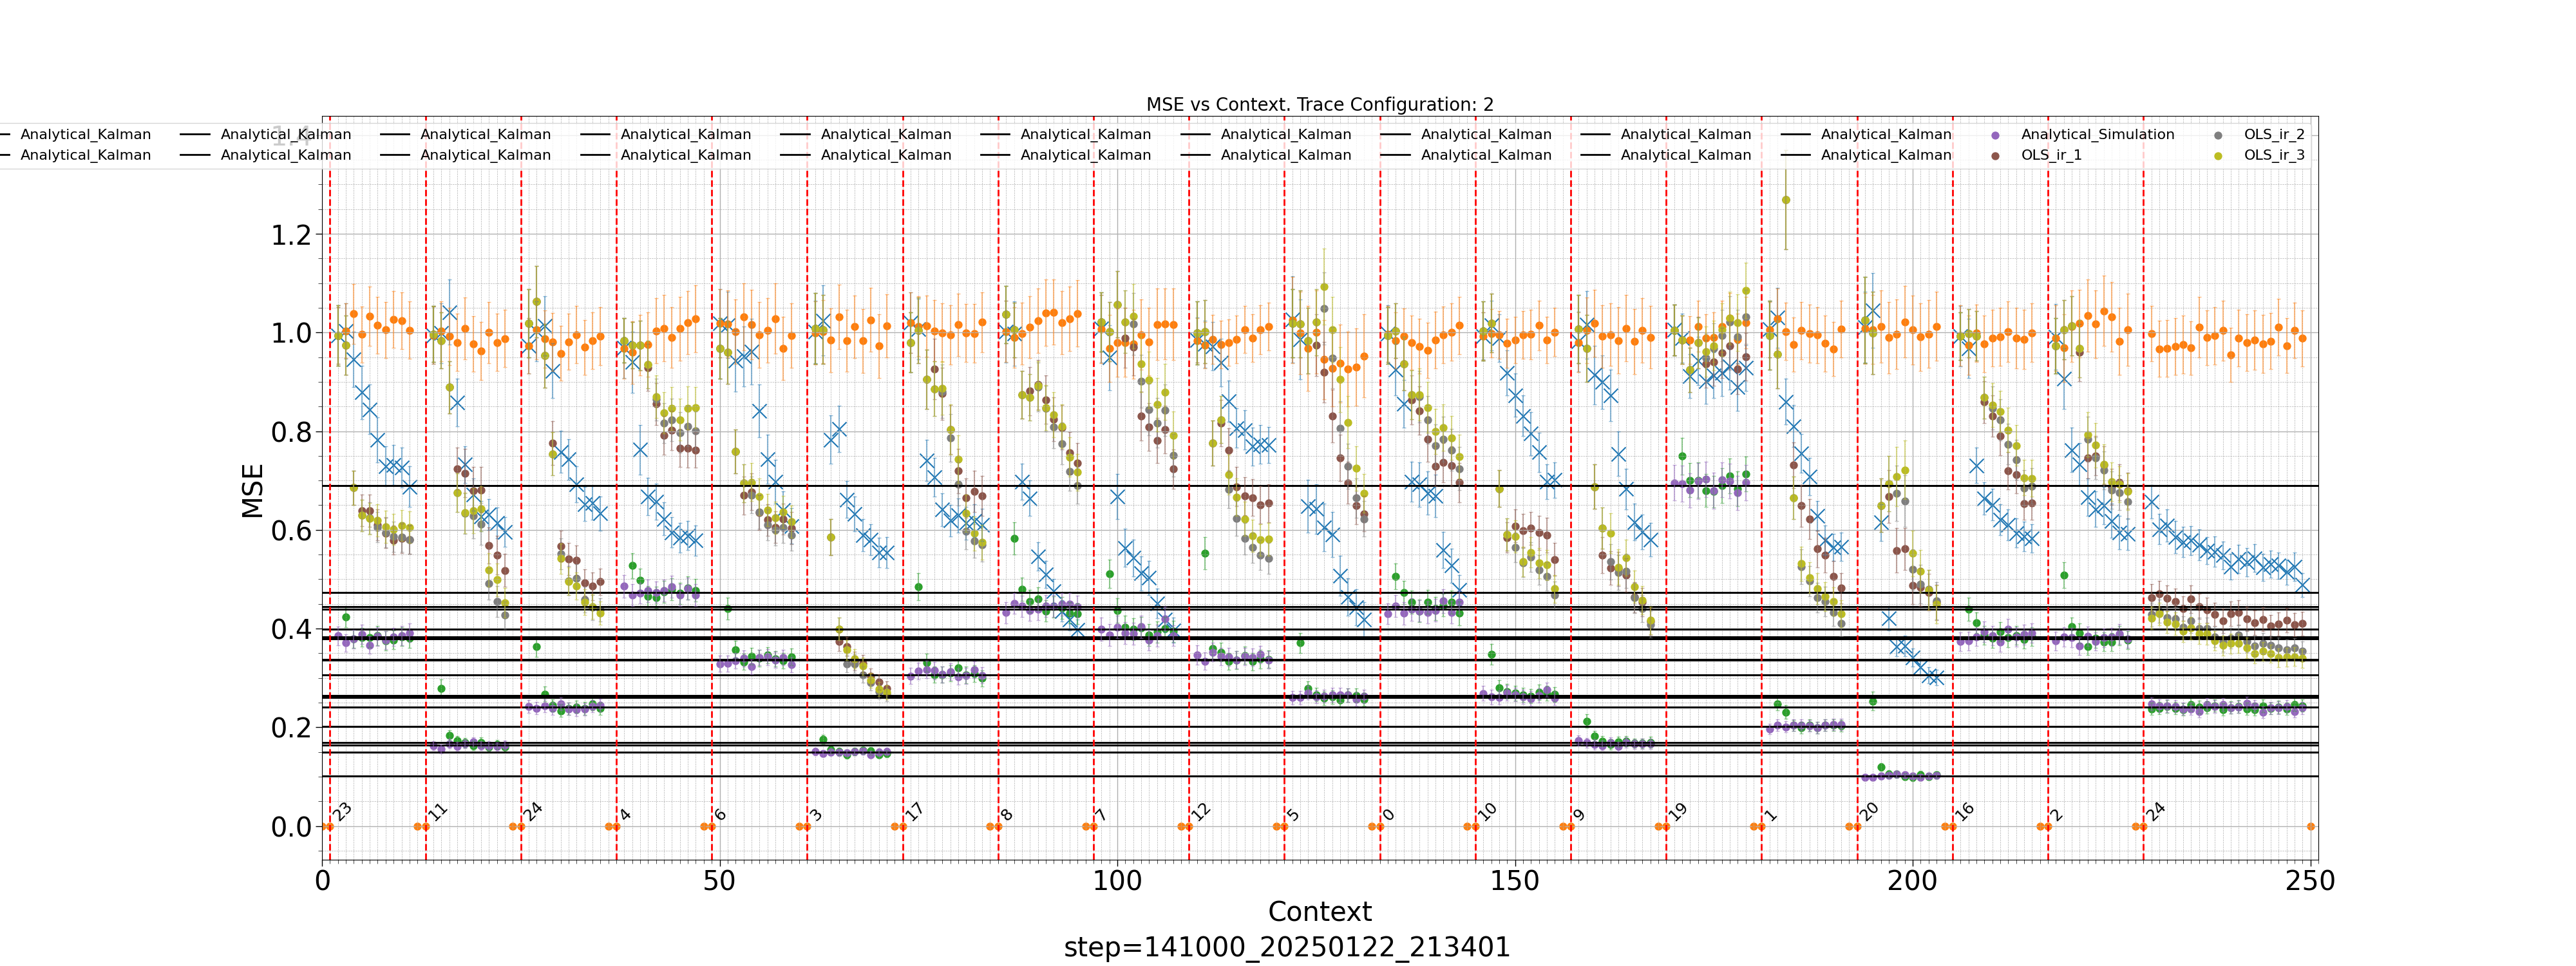 MSE vs Context. Trace Configuration: 2
Analytical_Kalman Analytical_Kalman Analytical_Kalman Analytical_Kalman Analytical_Kalman Analytical_Kalman Analytical_Kalman Analytical_Kalman Analytical_Kalman Analytical_Kalman Analytical_Simulation OLS_ir_2
Analytical_Kalman Analytical_Kalman Analytical_Kalman Analytical_Kalman Analytical_Kalman Analytical_Kalman Analytical_Kalman Analytical_Kalman Analytical_Kalman Analytical_Kalman OLS_ir_1 OLS_ir_3
1.4
1.2
1.0
0.8
0.6
0.4
0.2
0.0
MSE
23 11 24 4 6 3 17 8 7 12 5 0 10 9 19 1 20 16 2 24
0 50 100 150 200 250
Context
step=141000_20250122_213401